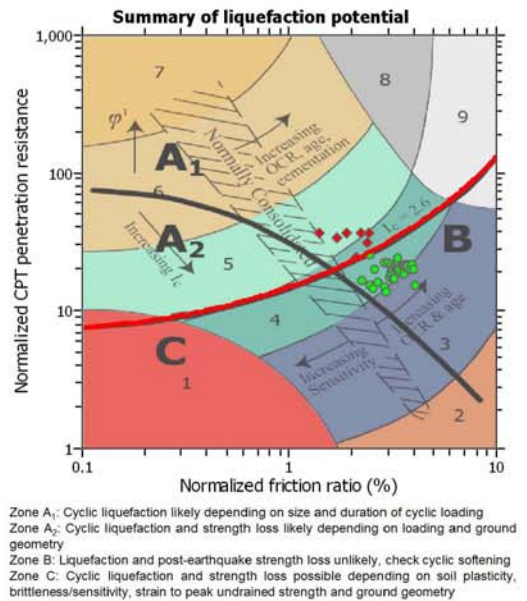 Summary of liquefaction potential
Normalized CPT penetration resistance
1,000
100
10
1
7
8
9
φ'
A1
Increasing
OCR, age,
cementation
Normally Consolidated
6
A2
Increasing Ic
5
Ic = 2.6
B
4
C
1
Increasing
Sensitivity
Increasing
OCR & age
3
2
0.1
1
10
Normalized friction ratio (%)
Zone A1: Cyclic liquefaction likely depending on size and duration of cyclic loading
Zone A2: Cyclic liquefaction and strength loss likely depending on loading and ground
geometry
Zone B: Liquefaction and post-earthquake strength loss unlikely, check cyclic softening
Zone C: Cyclic liquefaction and strength loss possible depending on soil plasticity,
brittleness/sensitivity, strain to peak undrained strength and ground geometry